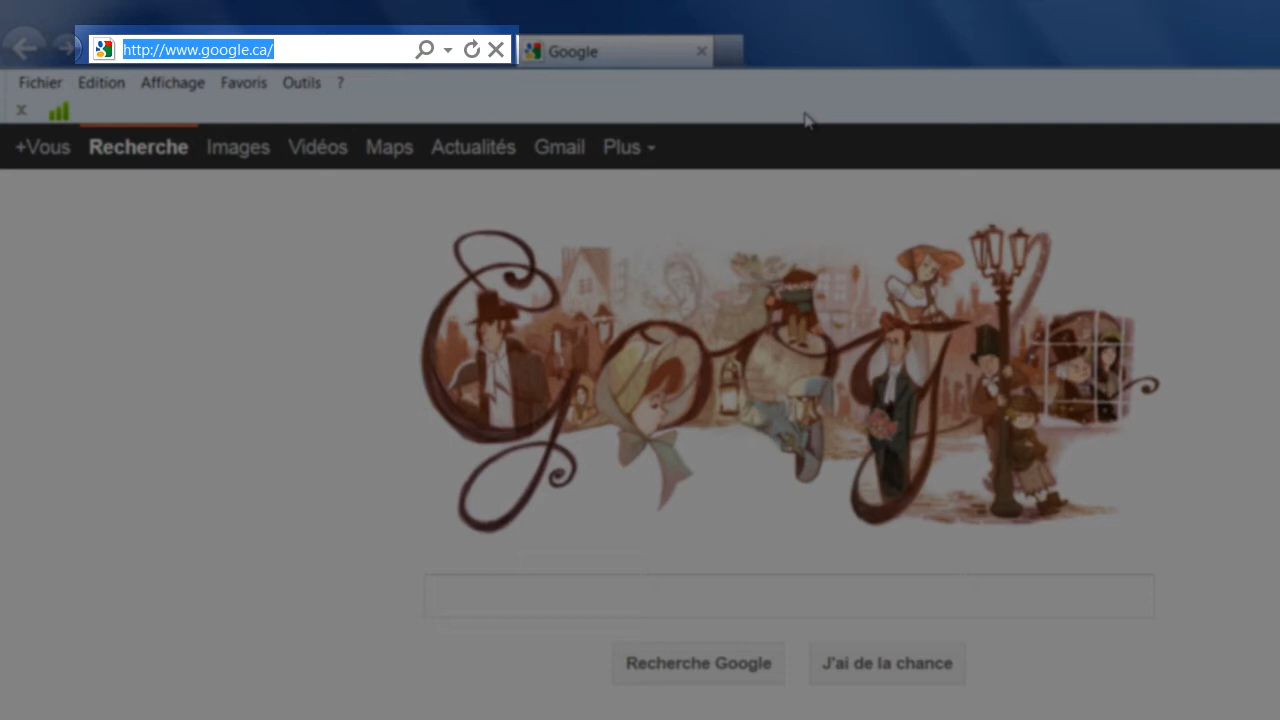 http://www.google.ca/
Google
Fichier Edition Affichage Favoris Outils ?
+Vous Recherche Images Vidéos Maps Actualités Gmail Plus
Google
Recherche Google J'ai de la chance